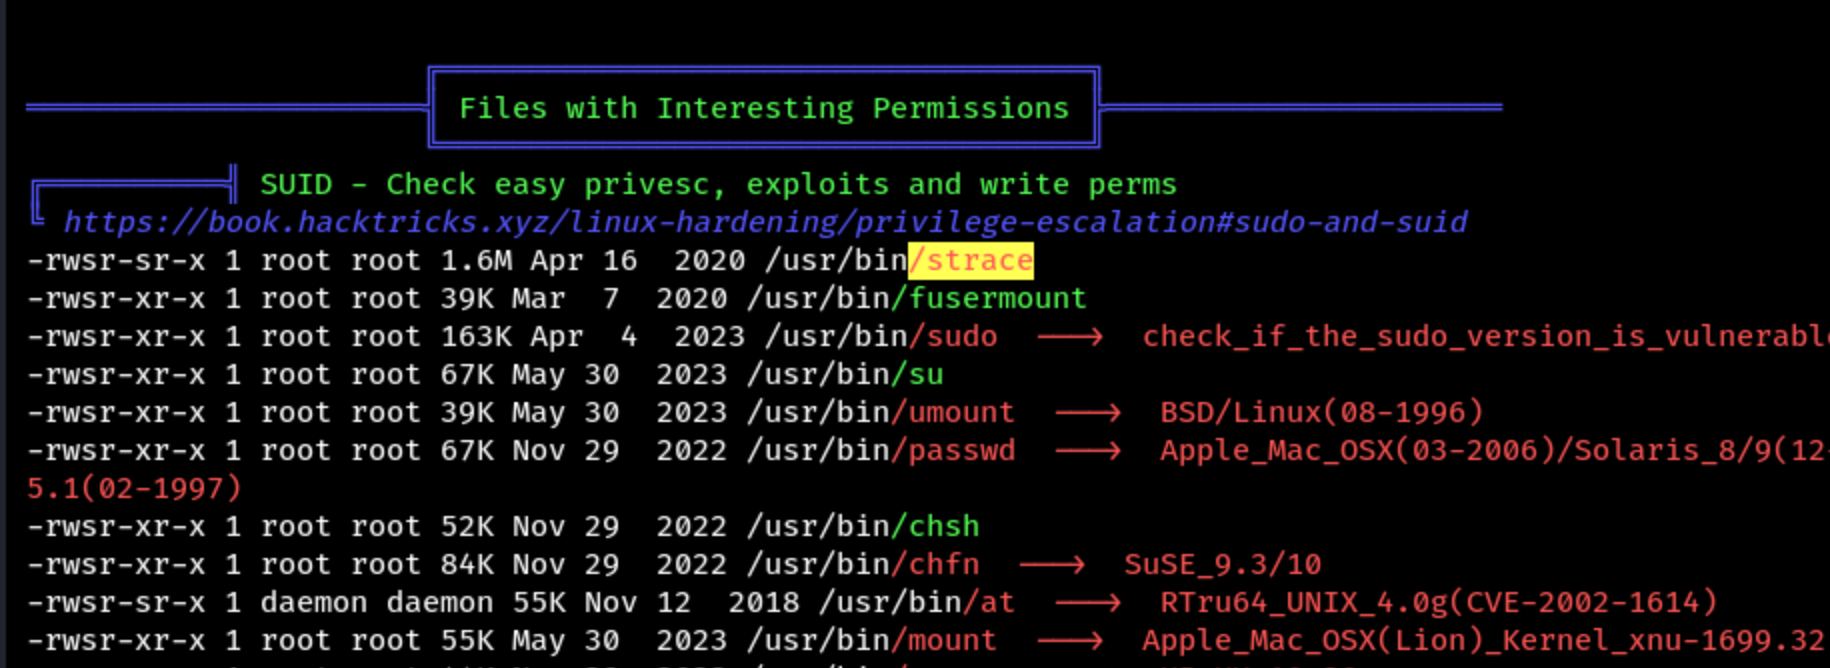 Files with Interesting Permissions
SUID - Check easy privesc, exploits and write perms
https://book.hacktricks.xyz/linux-hardening/privilege-escalation#sudo-and-suid
-rwsr-sr-x 1 root root 1.6M Apr 16  2020 /usr/bin/strace
-rwsr-xr-x 1 root root 39K Mar  7  2020 /usr/bin/fusermount
-rwsr-xr-x 1 root root 163K Apr  4  2023 /usr/bin/sudo  --->  check_if_the_sudo_version_is_vulnerable
-rwsr-xr-x 1 root root 67K May 30  2023 /usr/bin/su
-rwsr-xr-x 1 root root 39K May 30  2023 /usr/bin/umount  --->  BSD/Linux(08-1996)
-rwsr-xr-x 1 root root 67K Nov 29  2022 /usr/bin/passwd  --->  Apple_Mac_OSX(03-2006)/Solaris_8/9(12-
5.1(02-1997)
-rwsr-xr-x 1 root root 52K Nov 29  2022 /usr/bin/chsh
-rwsr-xr-x 1 root root 84K Nov 29  2022 /usr/bin/chfn  --->  SuSE_9.3/10
-rwsr-sr-x 1 daemon daemon 55K Nov 12  2018 /usr/bin/at  --->  RTru64_UNIX_4.0g(CVE-2002-1614)
-rwsr-xr-x 1 root root 55K May 30  2023 /usr/bin/mount  --->  Apple_Mac_OSX(Lion)_Kernel_xnu-1699.32